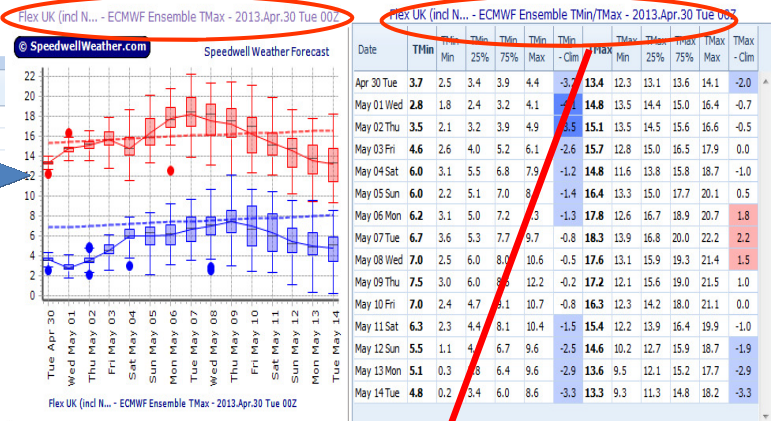 Flex UK (incl N... - ECMWF Ensemble TMax - 2013.Apr.30 Tue 00Z
© SpeedwellWeather.com
Speedwell Weather Forecast
22
20
18
16
14
12
10
8
6
4
2
0
Tue Apr 30
Wed May 01
Thu May 02
Fri May 03
Sat May 04
Sun May 05
Mon May 06
Tue May 07
Wed May 08
Thu May 09
Fri May 10
Sat May 11
Sun May 12
Mon May 13
Tue May 14
Flex UK (incl N... - ECMWF Ensemble TMax - 2013.Apr.30 Tue 00Z
Flex UK (incl N... - ECMWF Ensemble TMin/TMax - 2013.Apr.30 Tue 00Z
Date TMin TMin Min TMin 25% TMin 75% TMin Max TMin - Clim TMax TMax Min TMax 25% TMax 75% TMax Max TMax - Clim
Apr 30 Tue 3.7 2.5 3.4 3.9 4.4 13.4 12.3 13.1 13.6 14.1 -2.0
May 01 Wed 2.8 1.8 2.4 3.2 4.1 14.8 13.5 14.4 15.0 16.4 -0.7
May 02 Thu 3.5 2.1 3.2 3.8 4.9 15.1 13.5 14.5 15.6 16.6 -0.5
May 03 Fri 4.6 2.6 4.0 5.2 6.1 -2.6 15.7 12.8 15.0 16.5 17.9 0.0
May 04 Sat 6.0 3.1 5.5 6.8 -1.2 14.8 11.6 13.8 15.8 18.7 -1.0
May 05 Sun 6.0 2.2 5.1 7.0 -1.4 16.4 13.3 15.0 17.7 20.1 0.5
May 06 Mon 6.2 3.1 5.0 7.2 -1.3 17.8 12.6 16.7 18.9 20.7 1.8
May 07 Tue 6.7 3.6 5.3 7.7 9.7 -0.8 18.3 13.9 16.8 20.0 22.2 2.2
May 08 Wed 7.0 2.5 6.0 8.0 10.6 -0.5 17.6 13.1 15.9 19.3 21.4 1.5
May 09 Thu 7.5 3.0 6.0 12.2 -0.2 17.2 12.1 15.6 19.0 21.5 1.0
May 10 Fri 7.0 2.4 4.7 9.1 10.7 -0.8 16.3 12.3 14.2 18.0 21.1 0.0
May 11 Sat 6.3 2.3 4.4 8.1 10.4 -1.5 15.4 12.2 13.9 16.4 19.9 -1.0
May 12 Sun 5.5 1.1 6.7 9.6 -2.5 14.6 10.2 12.7 15.9 18.7 -1.9
May 13 Mon 5.1 0.3 6.4 9.6 -2.9 13.6 9.5 12.1 15.2 17.7 -2.9
May 14 Tue 4.8 0.2 3.4 6.0 8.6 -3.3 13.3 9.3 11.3 14.8 18.2 -3.3